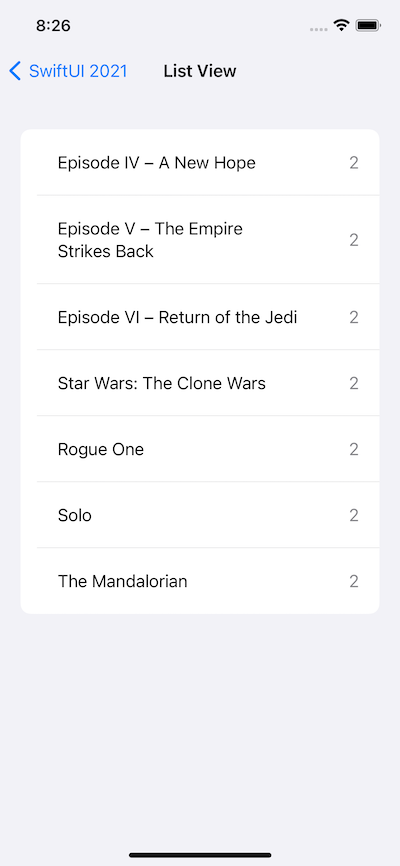 8:26
SwiftUI 2021 List View
Episode IV – A New Hope 2
Episode V – The Empire
Strikes Back 2
Episode VI – Return of the Jedi 2
Star Wars: The Clone Wars 2
Rogue One 2
Solo 2
The Mandalorian 2